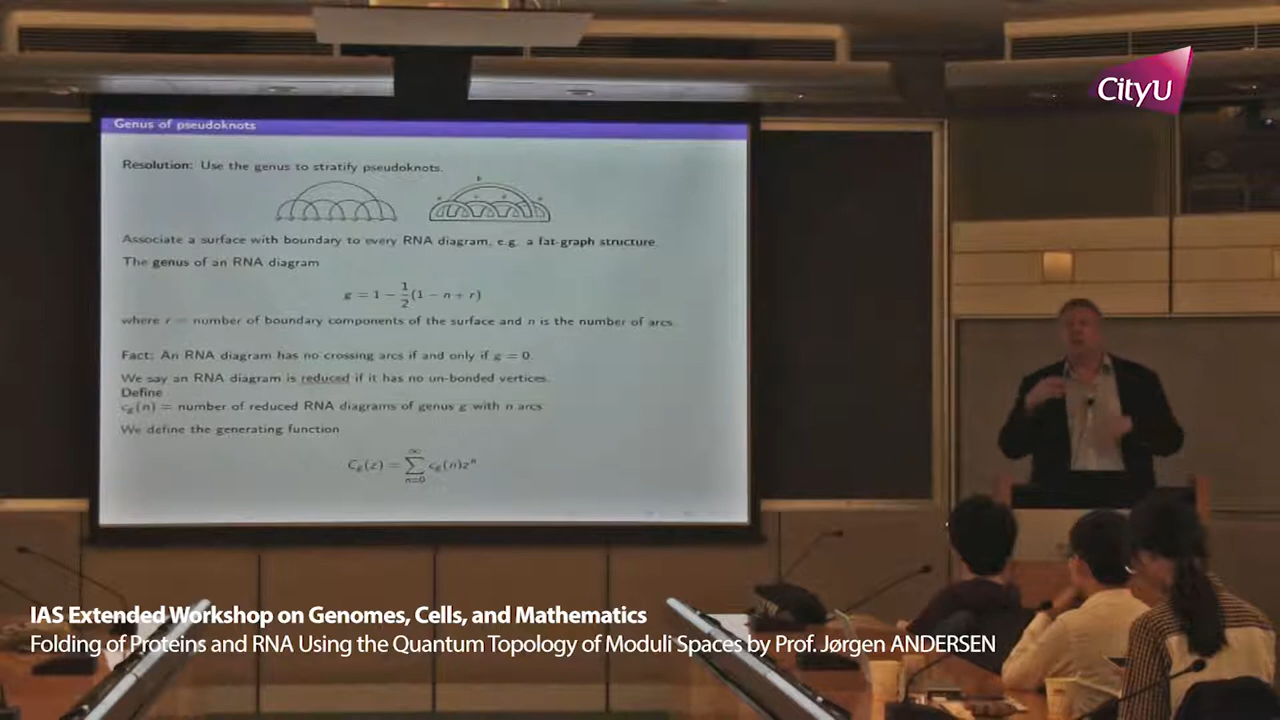 CityU
Genus of pseudoknots
Resolution: Use the genus to stratify pseudoknots.
Associate a surface with boundary to every RNA diagram, e.g. a fat-graph structure.
The genus of an RNA diagram
g = 1 − 1/2 (1 − n + r)
where r = number of boundary components of the surface and n is the number of arcs.
Fact: An RNA diagram has no crossing arcs if and only if g = 0.
We say an RNA diagram is reduced if it has no un-bonded vertices.
Define
c_g(n) = number of reduced RNA diagrams of genus g with n arcs
We define the generating function
C_g(z) = ∑_{n=0}^{∞} c_g(n)z^n
IAS Extended Workshop on Genomes, Cells, and Mathematics
Folding of Proteins and RNA Using the Quantum Topology of Moduli Spaces by Prof. Jørgen ANDERSEN